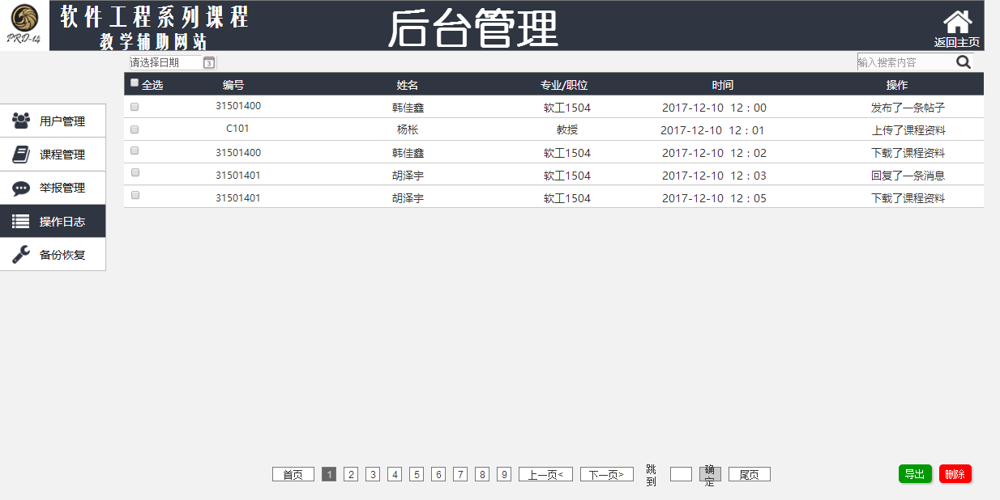 软件工程系列课程
教学辅助网站
PRD-14
后台管理
返回主页
请选择日期
3
输入搜索内容
全选 编号 姓名 专业/职位 时间 操作
31501400 韩佳鑫 软工1504 2017-12-10 12：00 发布了一条帖子
C101 杨枨 教授 2017-12-10 12：01 上传了课程资料
31501400 韩佳鑫 软工1504 2017-12-10 12：02 下载了课程资料
31501401 胡泽宇 软工1504 2017-12-10 12：03 回复了一条消息
31501401 胡泽宇 软工1504 2017-12-10 12：05 下载了课程资料
用户管理
课程管理
举报管理
操作日志
备份恢复
首页 1 2 3 4 5 6 7 8 9 上一页< 下一页> 跳到 确定 尾页
导出 删除